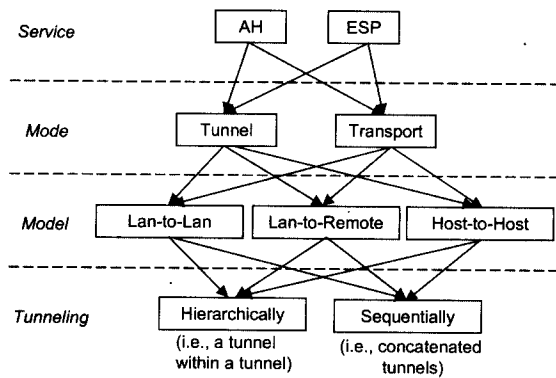 Service
AH
ESP
Mode
Tunnel
Transport
Model
Lan-to-Lan
Lan-to-Remote
Host-to-Host
Tunneling
Hierarchically
Sequentially
(i.e., a tunnel
within a tunnel)
(i.e., concatenated
tunnels)